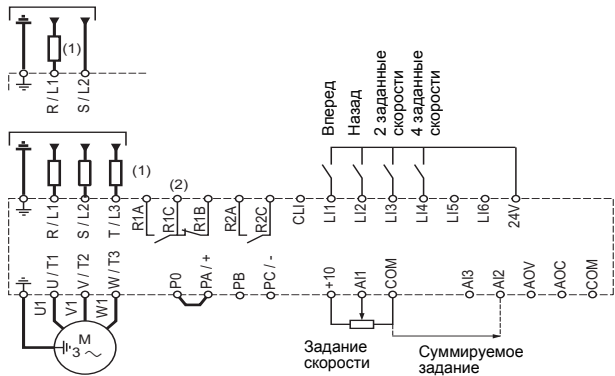 (1)
R / L1
S / L2
Вперед
Назад
2 заданные
скорости
4 заданные
скорости
(1)
(2)
R / L1
S / L2
T / L3
R1A
R1C
R1B
R2A
R2C
CLI
LI1
LI2
LI3
LI4
LI5
LI6
24V
U / T1
V / T2
W / T3
P0
PA / +
PB
PC / -
+10
AI1
COM
AI3
AI2
AOV
AOC
COM
U1
V1
W1
M
3 ~
Задание
скорости
Суммируемое
задание